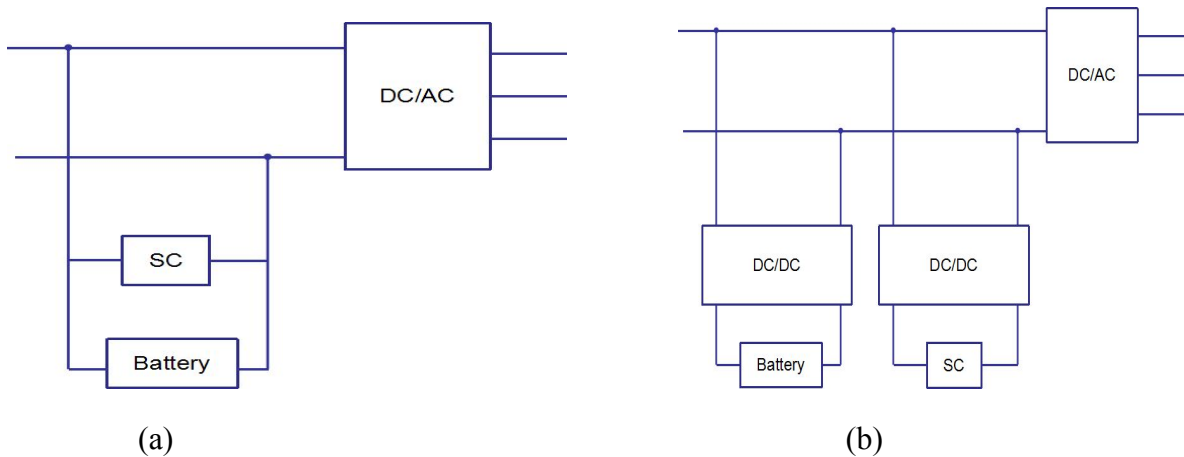 DC/AC
SC
Battery
(a)
DC/AC
DC/DC
DC/DC
Battery
SC
(b)